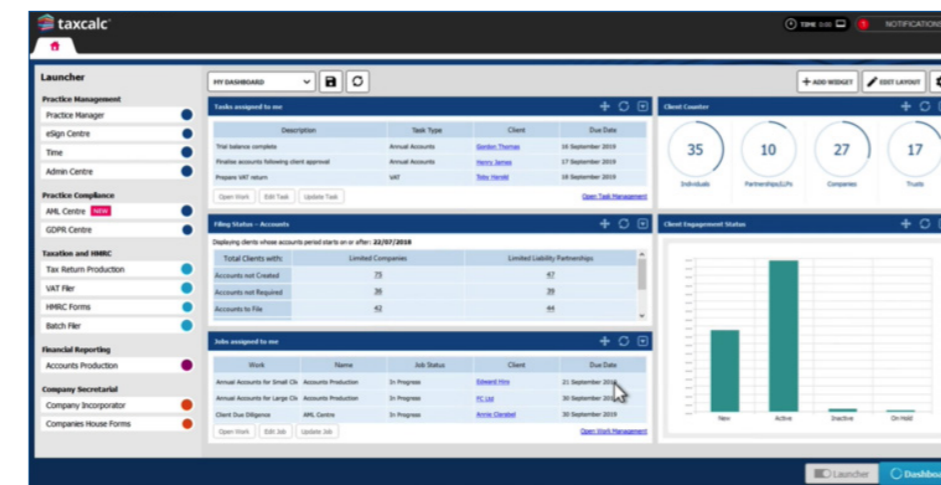 taxcalc
TIME 0:00
1 NOTIFICATIONS
Launcher
Practice Management
Practice Manager
eSign Centre
Time
Admin Centre
Practice Compliance
AML Centre NEW
GDPR Centre
Taxation and HMRC
Tax Return Production
VAT Filer
HMRC Forms
Batch Filer
Financial Reporting
Accounts Production
Company Secretarial
Company Incorporator
Companies House Forms
MY DASHBOARD
+ ADD WIDGET
EDIT LAYOUT
Tasks assigned to me
Description Task Type Client Due Date
Trial balance complete Annual Accounts Gordon Thomas 16 September 2019
Finalise accounts following client approval Annual Accounts Henry James 17 September 2019
Prepare VAT return VAT Toby Harold 18 September 2019
Open Work Edit Task Update Task Open Task Management
Client Counter
35 10 27 17
Individuals Partnerships/LLPs Companies Trusts
Filing Status - Accounts
Displaying clients whose accounts period starts on or after: 22/07/2018
Total Clients with: Limited Companies Limited Liability Partnerships
Accounts not Created 75 47
Accounts not Required 36 39
Accounts to File 42 44
Client Engagement Status
New Active Inactive On Hold
Jobs assigned to me
Work Name Job Status Client Due Date
Annual Accounts for Small Clie Accounts Production In Progress Edward Hire 21 September
Annual Accounts for Large Clie Accounts Production In Progress FC Ltd 30 September
Client Due Diligence AML Centre In Progress Annie Clarabel 30 September 2019
Open Work Edit Job Update Job Open Work Management
Launcher
Dashboa